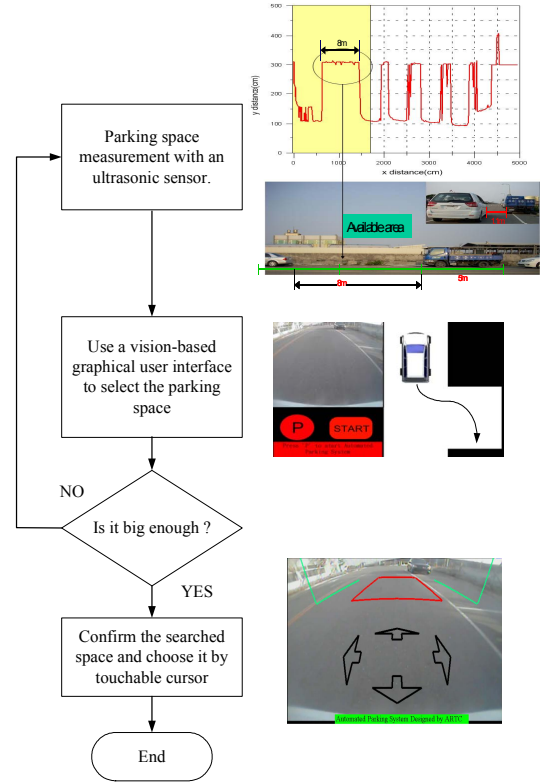 500
400
300
200
100
0
y distance(cm)
8m
0 1000 2000 3000 4000 5000
x distance(cm)
Parking space
measurement with an
ultrasonic sensor.
Available area
8m
5m
Use a vision-based
graphical user interface
to select the parking
space
P
START
Parking System
NO
Is it big enough ?
YES
Confirm the searched
space and choose it by
touchable cursor
Automated Parking System Designed by ARTC
End